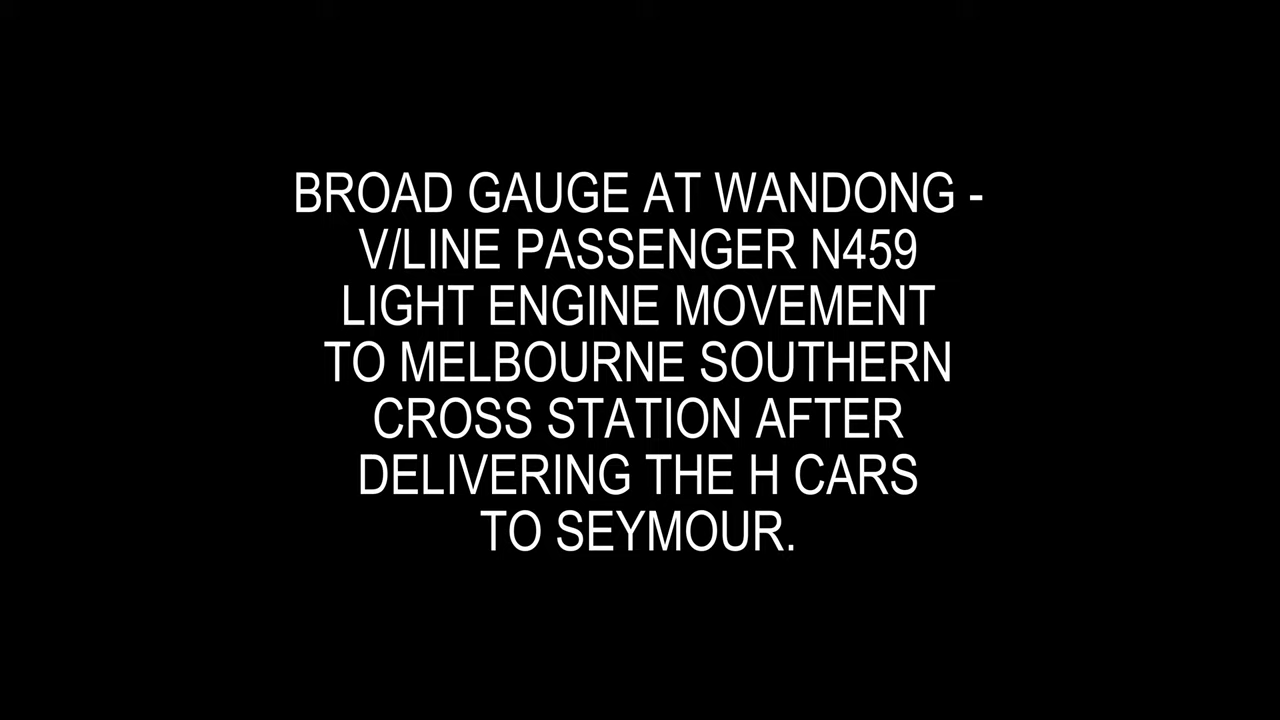 BROAD GAUGE AT WANDONG -
V/LINE PASSENGER N459
LIGHT ENGINE MOVEMENT
TO MELBOURNE SOUTHERN
CROSS STATION AFTER
DELIVERING THE H CARS
TO SEYMOUR.